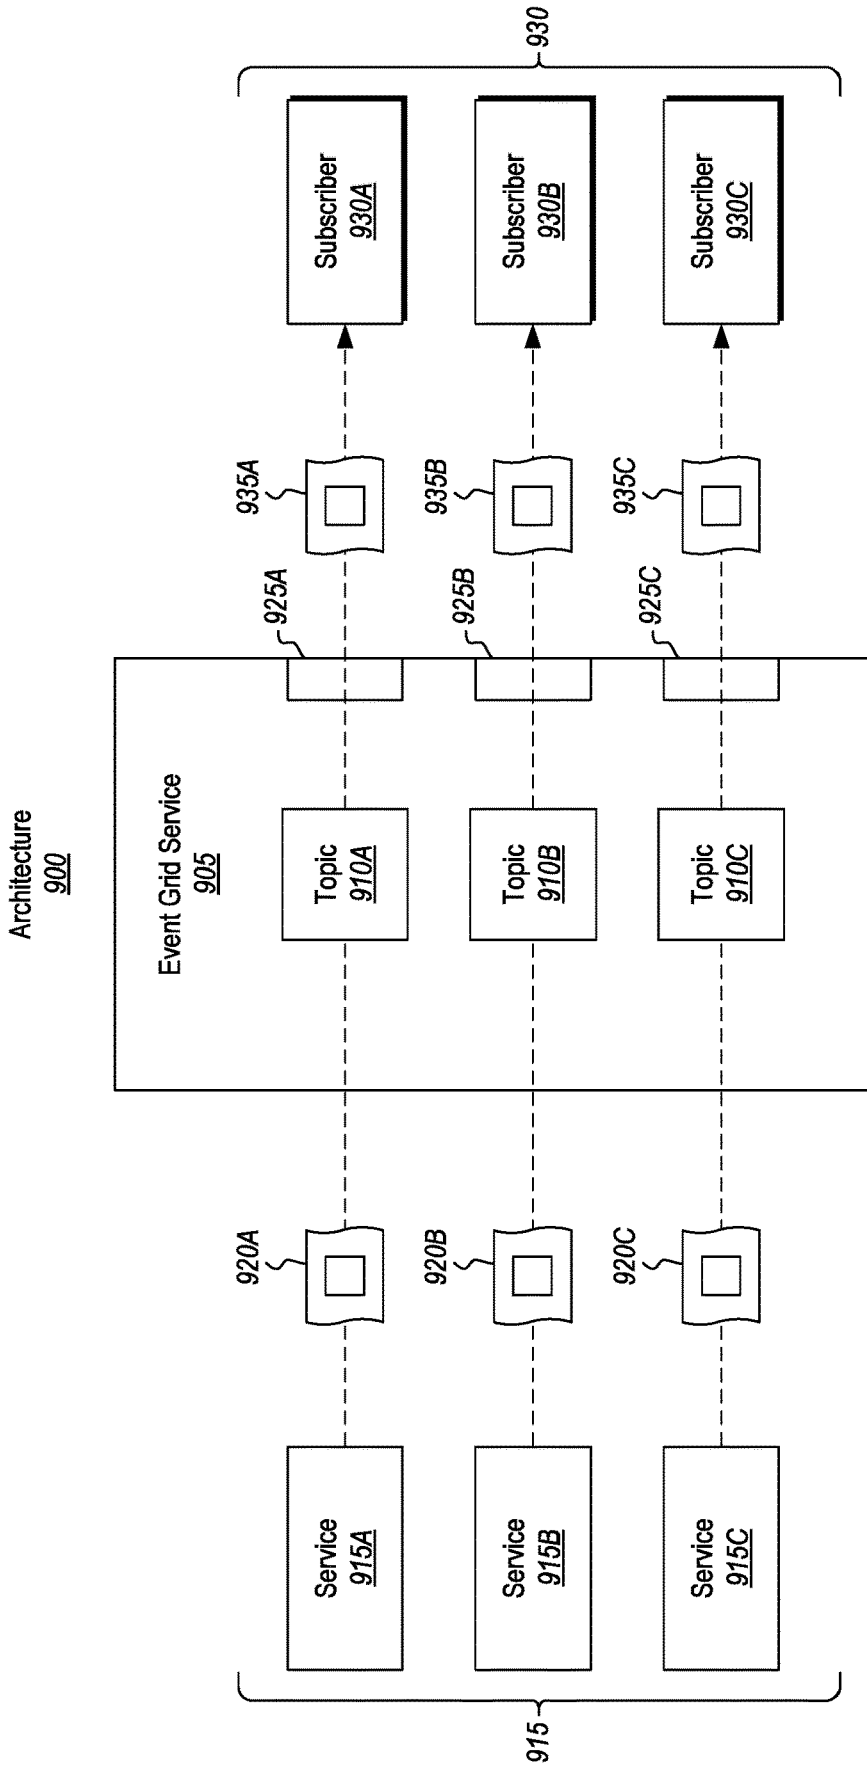 Architecture
900
Event Grid Service
905
915
Service
915A
920A
Topic
910A
925A
935A
Subscriber
930A
Service
915B
920B
Topic
910B
925B
935B
Subscriber
930B
Service
915C
920C
Topic
910C
925C
935C
Subscriber
930C
930